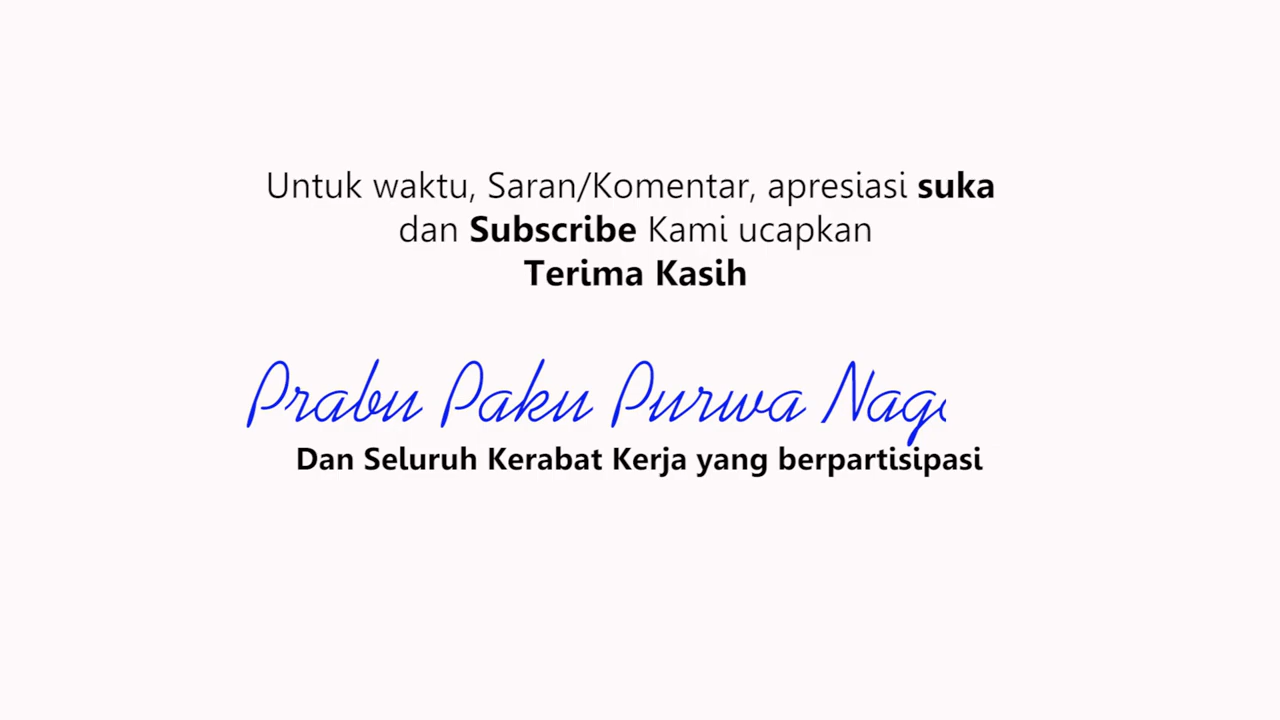 Untuk waktu, Saran/Komentar, apresiasi suka
dan Subscribe Kami ucapkan
Terima Kasih
Prabu Paku Purwa
Dan Seluruh Kerabat Kerja yang berpartisipasi